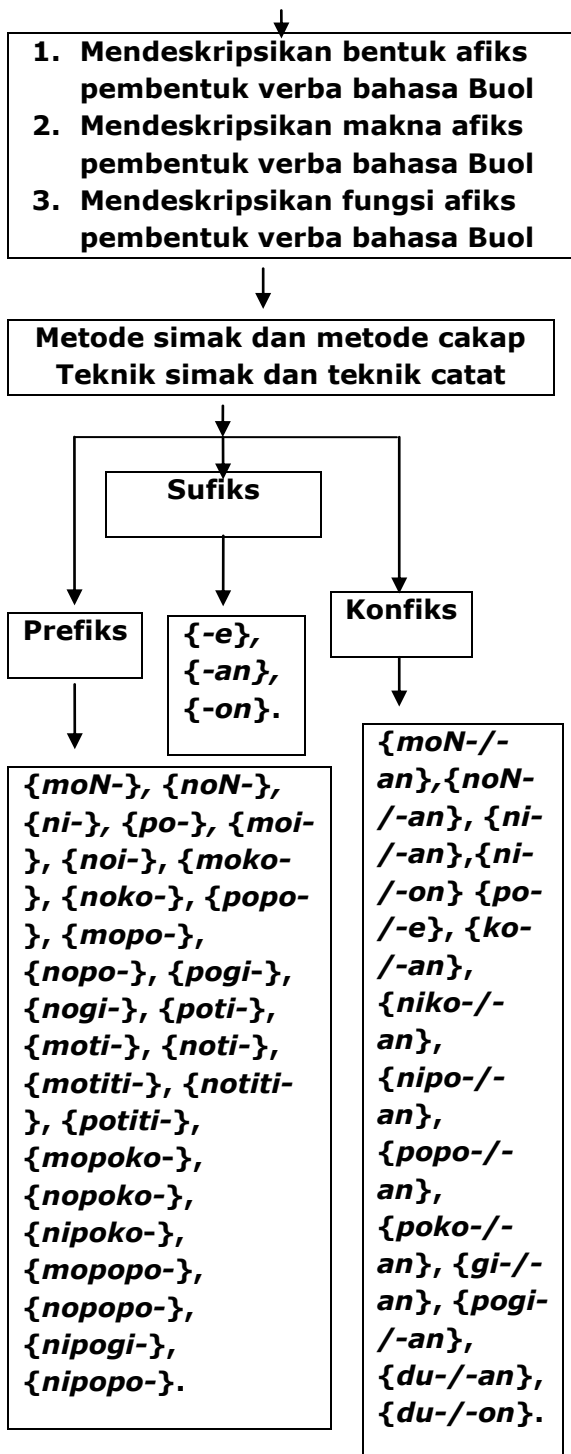 1. Mendeskripsikan bentuk afiks
pembentuk verba bahasa Buol
2. Mendeskripsikan makna afiks
pembentuk verba bahasa Buol
3. Mendeskripsikan fungsi afiks
pembentuk verba bahasa Buol
Metode simak dan metode cakap
Teknik simak dan teknik catat
Sufiks
Prefiks
{-e},
{-an},
{-on}.
Konfiks
{moN-}, {noN-},
{ni-}, {po-}, {moi-
}, {noi-}, {moko-
}, {noko-}, {popo-
}, {mopo-},
{nopo-}, {pogi-},
{nogi-}, {poti-},
{moti-}, {noti-},
{motiti-}, {notiti-
}, {potiti-},
{mopoko-},
{nopoko-},
{nipoko-},
{mopopo-},
{nopopo-},
{nipogi-},
{nipopo-}.
{moN-/-
an},{noN-
/-an}, {ni-
/-an},{ni-
/-on} {po-
/-e}, {ko-
/-an},
{niko-/-
an},
{nipo-/-
an},
{popo-/-
an},
{poko-/-
an}, {gi-/-
an}, {pogi-
/-an},
{du-/-an},
{du-/-on}.